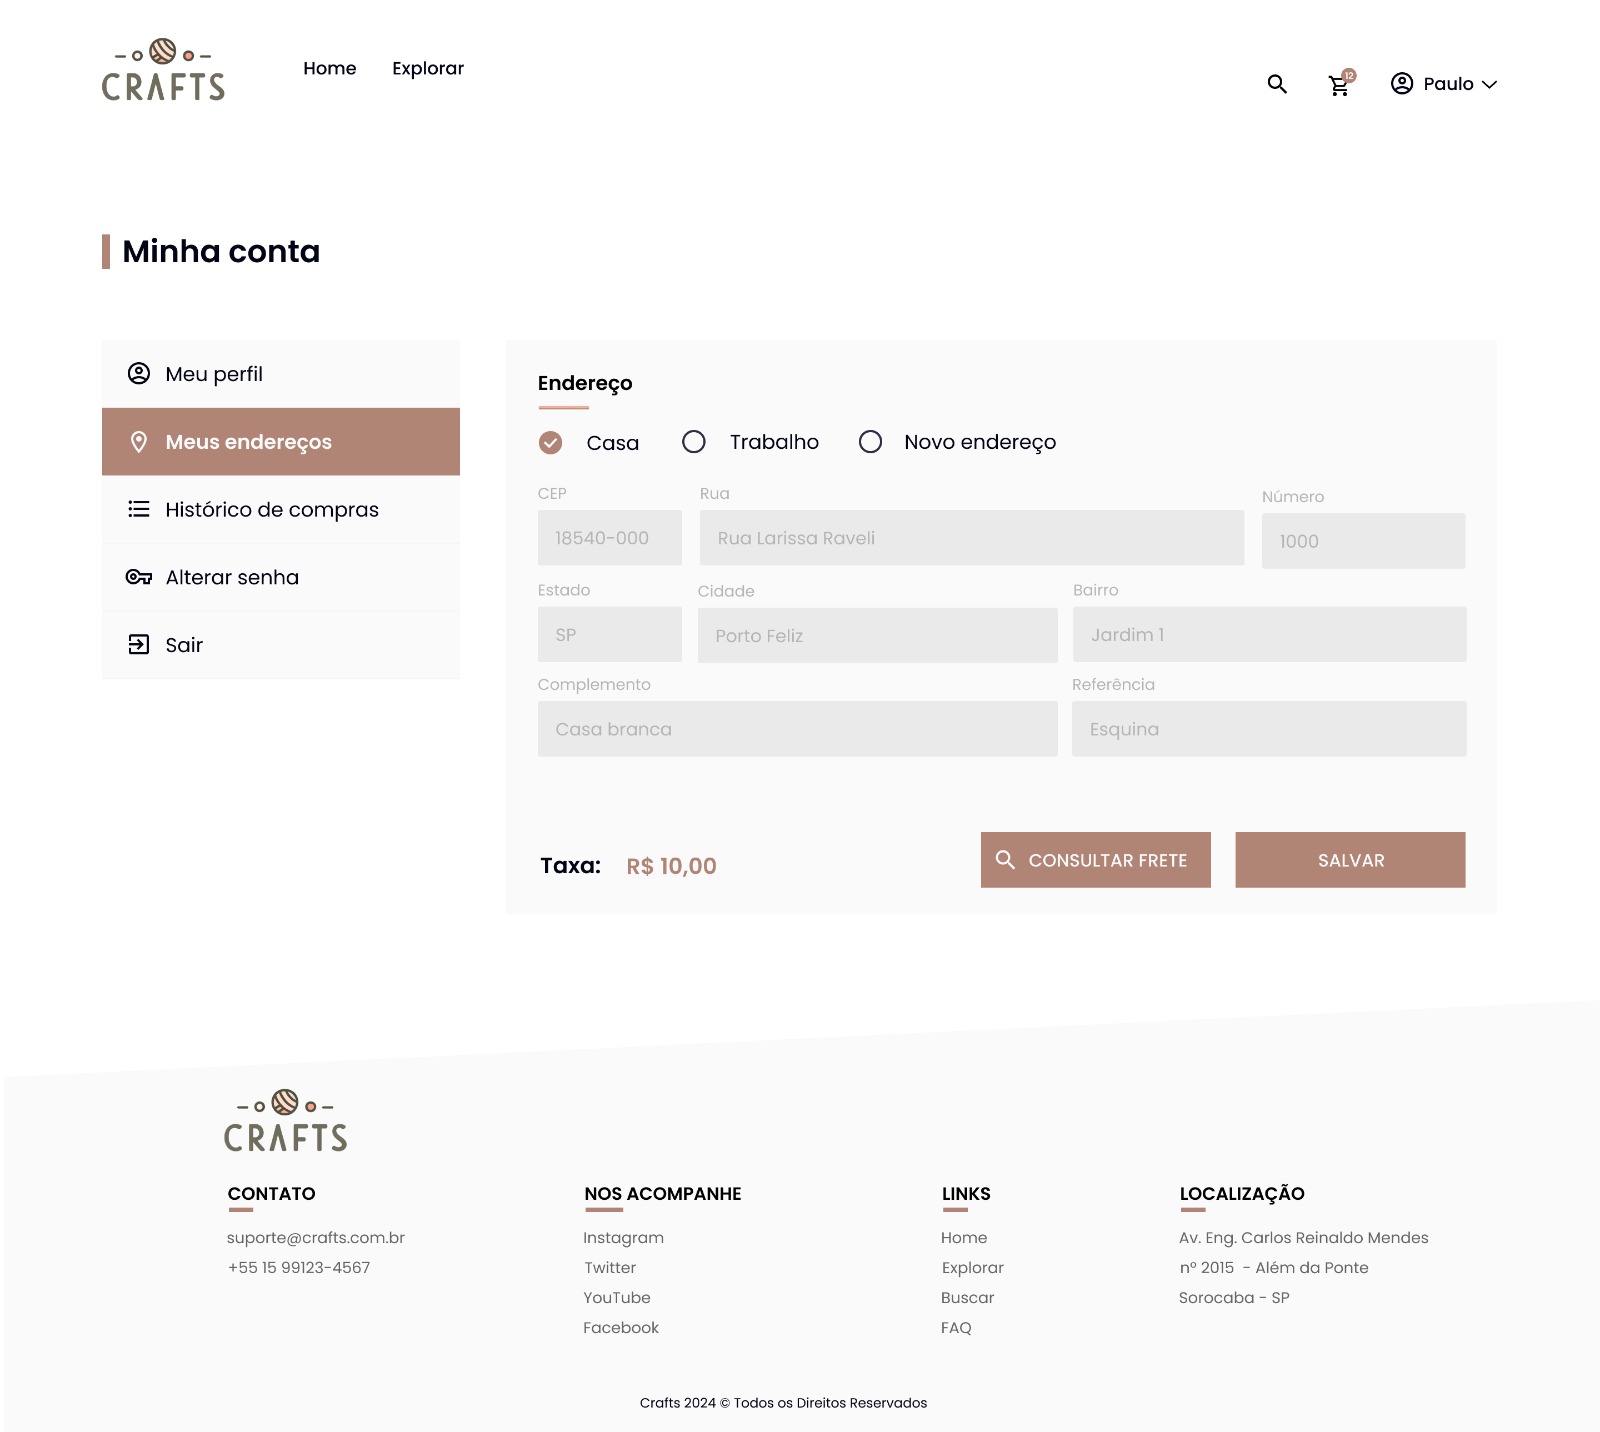 CRAFTS
Home Explorar
12
Paulo
Minha conta
Meu perfil
Meus endereços
Histórico de compras
Alterar senha
Sair
Endereço
Casa Trabalho Novo endereço
CEP Rua Número
18540-000 Rua Larissa Raveli 1000
Estado Cidade Bairro
SP Porto Feliz Jardim 1
Complemento Referência
Casa branca Esquina
Taxa: R$ 10,00 CONSULTAR FRETE SALVAR
CRAFTS
CONTATO
suporte@crafts.com.br
+55 15 99123-4567
NOS ACOMPANHE
Instagram
Twitter
YouTube
Facebook
LINKS
Home
Explorar
Buscar
FAQ
LOCALIZAÇÃO
Av. Eng. Carlos Reinaldo Mendes
nº 2015 - Além da Ponte
Sorocaba - SP
Crafts 2024 © Todos os Direitos Reservados